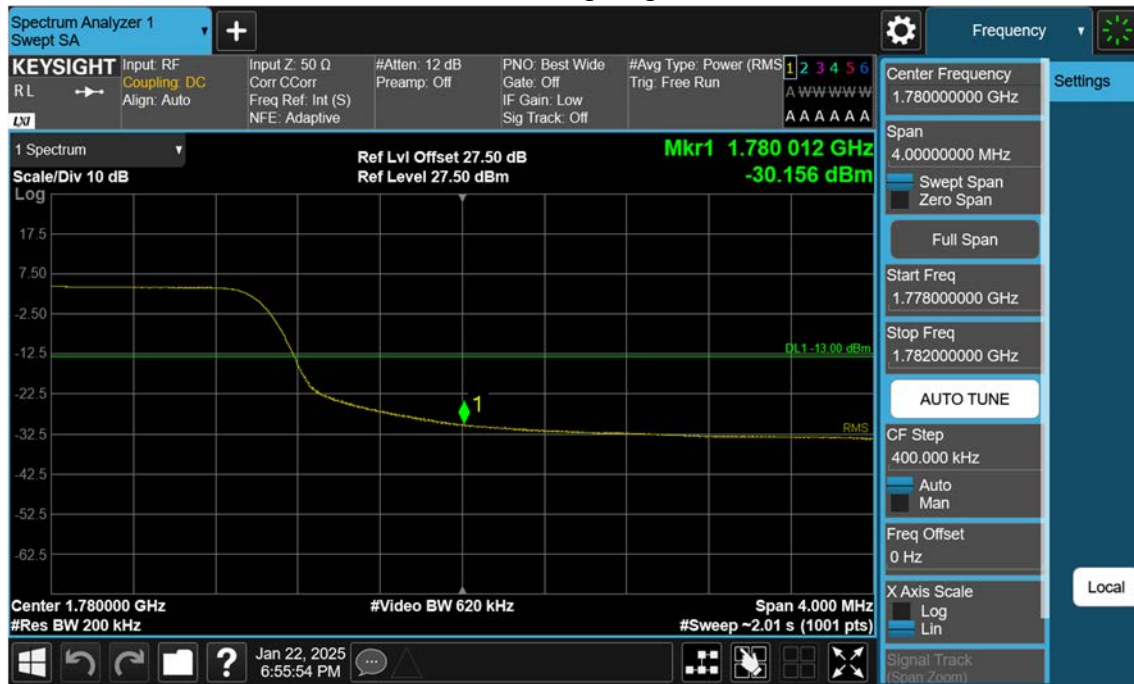 Spectrum Analyzer 1
Swept SA
Frequency
KEYSIGHT
R L
LXI
Input: RF
Coupling: DC
Align: Auto
Input Z: 50 Ω
Corr CCorr
Freq Ref: Int (S)
NFE: Adaptive
#Atten: 12 dB
Preamp: Off
PNO: Best Wide
Gate: Off
IF Gain: Low
Sig Track: Off
#Avg Type: Power (RMS
Trig: Free Run
1 2 3 4 5 6
A W W W W W
A A A A A A
1 Spectrum
Scale/Div 10 dB
Log
Ref Lvl Offset 27.50 dB
Ref Level 27.50 dBm
Mkr1 1.780 012 GHz
-30.156 dBm
17.5
7.50
-2.50
-12.5
-22.5
-32.5
-42.5
-52.5
-62.5
DL1 -13.00 dBm
1
RMS
Center 1.780000 GHz
#Res BW 200 kHz
#Video BW 620 kHz
Span 4.000 MHz
#Sweep ~2.01 s (1001 pts)
Center Frequency
1.780000000 GHz
Span
4.00000000 MHz
Swept Span
Zero Span
Full Span
Start Freq
1.778000000 GHz
Stop Freq
1.782000000 GHz
AUTO TUNE
CF Step
400.000 kHz
Auto
Man
Freq Offset
0 Hz
X Axis Scale
Log
Lin
Signal Track
(Span Zoom)
Settings
Local
?
Jan 22, 2025
6:55:54 PM